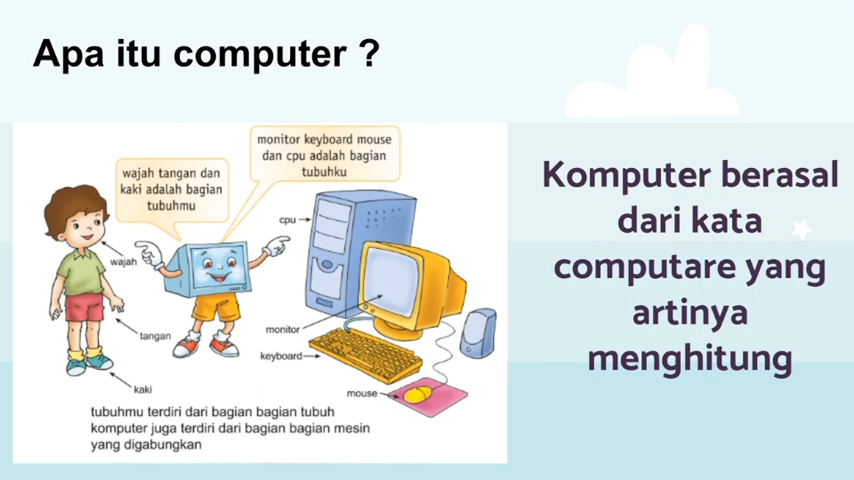 Apa itu computer ?
wajah tangan dan
kaki adalah bagian
tubuhmu
monitor keyboard mouse
dan cpu adalah bagian
tubuhku
wajah
tangan
kaki
cpu
monitor
keyboard
mouse
tubuhmu terdiri dari bagian bagian tubuh
komputer juga terdiri dari bagian bagian mesin
yang digabungkan
Komputer berasal
dari kata
computare yang
artinya
menghitung